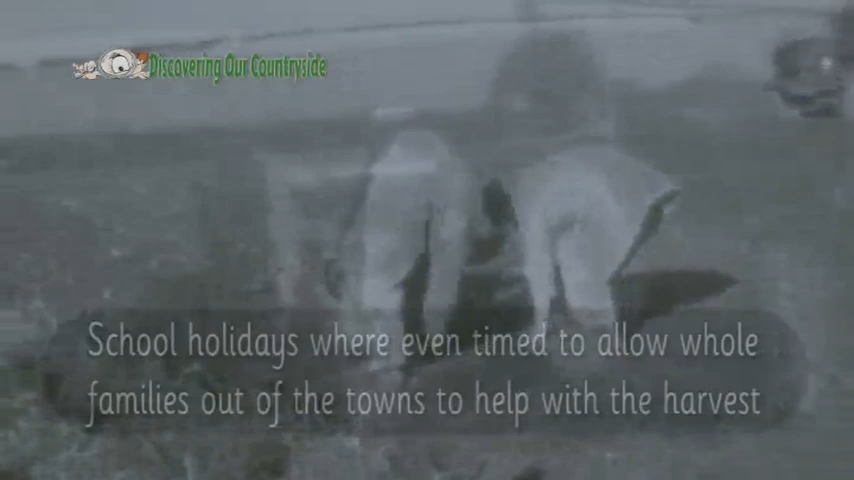 Discovering Our Countryside
School holidays where even timed to allow whole
families out of the towns to help with the harvest